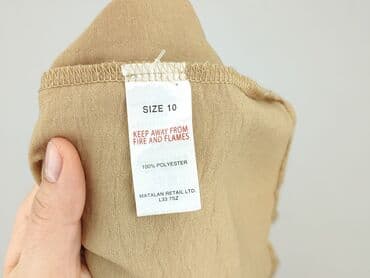 SIZE 10
KEEP AWAY FROM
FIRE AND FLAMES
100% POLYESTER
MATALAN RETAIL LTD.
L33 7SZ